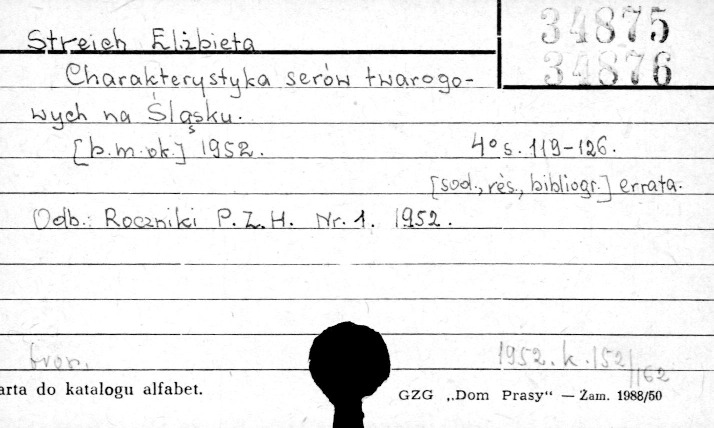 34875
34876
Streich Elżbieta
Charakterystyka serów twarogo-
wych na Śląsku.
[b.m.ok.] 1952. 4° s. 119-126.
[sod., rés., bibliogr.] errata.
Odb.: Roczniki P.Z.H. Nr. 1. 1952.
1952. k. 152/162
arta do katalogu alfabet.
GZG „Dom Prasy“ — Żam. 1988/50